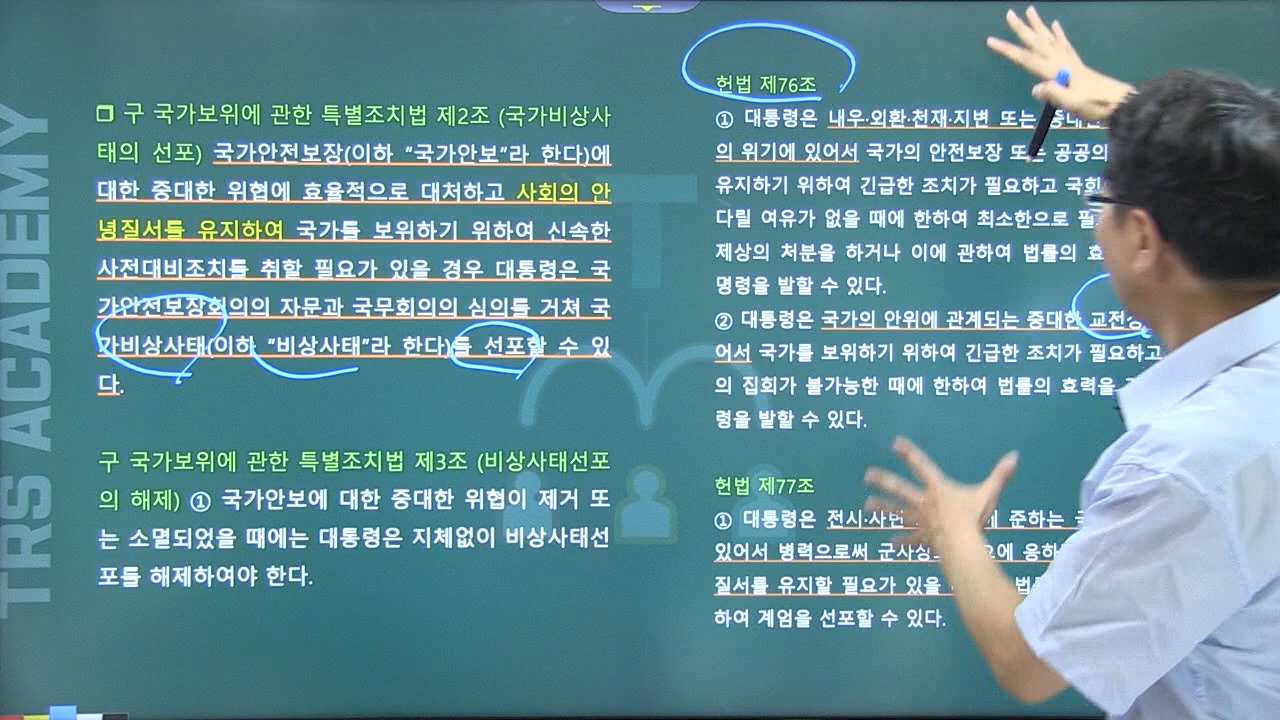 TRS ACADEMY
❒ 구 국가보위에 관한 특별조치법 제2조 (국가비상사
태의 선포) 국가안전보장(이하 “국가안보”라 한다)에
대한 중대한 위협에 효율적으로 대처하고 사회의 안
녕질서를 유지하여 국가를 보위하기 위하여 신속한
사전대비조치를 취할 필요가 있을 경우 대통령은 국
가안전보장회의의 자문과 국무회의의 심의를 거쳐 국
가비상사태(이하 “비상사태”라 한다)를 선포할 수 있
다.
구 국가보위에 관한 특별조치법 제3조 (비상사태선포
의 해제) ① 국가안보에 대한 중대한 위협이 제거 또
는 소멸되었을 때에는 대통령은 지체없이 비상사태선
포를 해제하여야 한다.
헌법 제76조
① 대통령은 내우·외환·천재·지변 또는
의 위기에 있어서 국가의 안전보장 또는 공공의
유지하기 위하여 긴급한 조치가 필요하고
다릴 여유가 없을 때에 한하여 최소한으로
제상의 처분을 하거나 이에 관하여 법률의
명령을 발할 수 있다.
② 대통령은 국가의 안위에 관계되는 중대한
어서 국가를 보위하기 위하여 긴급한 조치가 필요하고
의 집회가 불가능한 때에 한하여 법률의 효력을
령을 발할 수 있다.
헌법 제77조
① 대통령은 전시·사변 준하는
있어서 병력으로써
질서를 유지할 필요가 있을
하여 계엄을 선포할 수 있다.